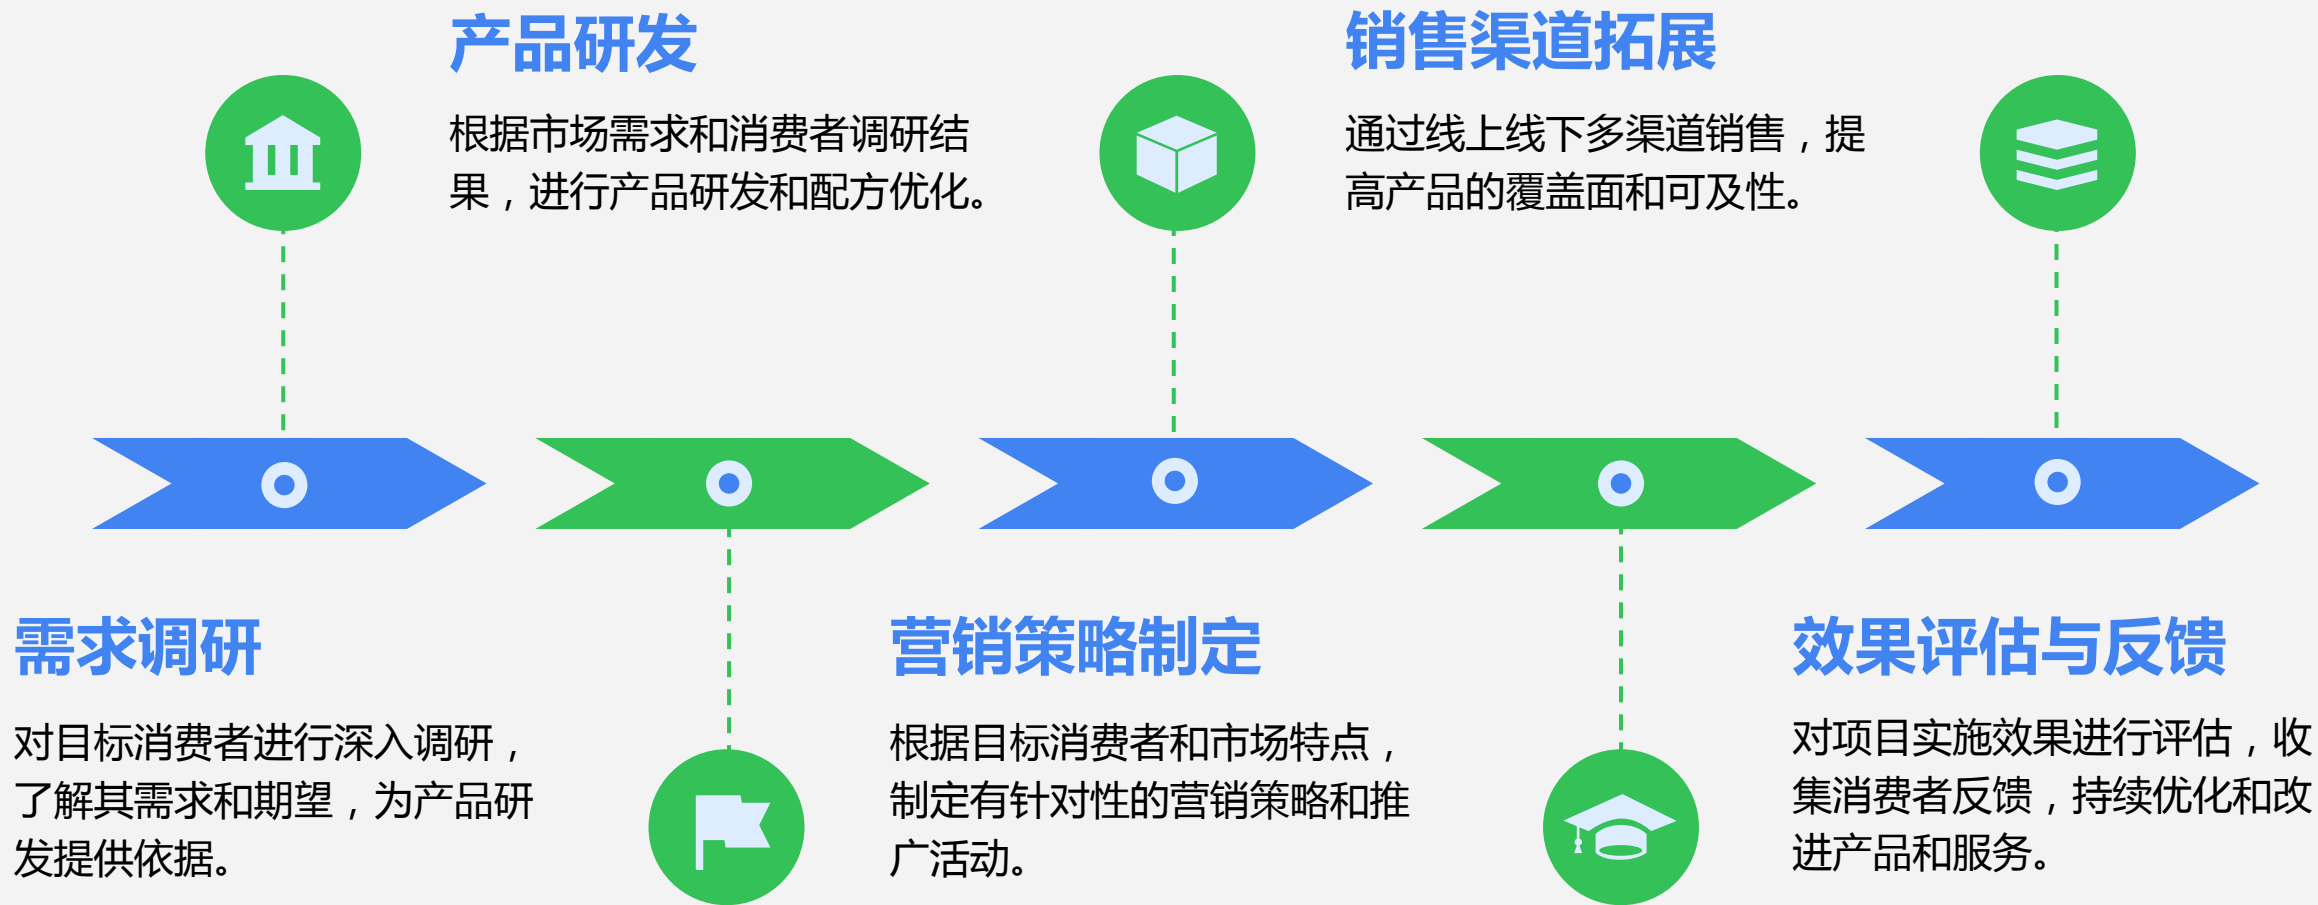 产品研发
根据市场需求和消费者调研结
果，进行产品研发和配方优化。
销售渠道拓展
通过线上线下多渠道销售，提
高产品的覆盖面和可及性。
需求调研
对目标消费者进行深入调研，
了解其需求和期望，为产品研
发提供依据。
营销策略制定
根据目标消费者和市场特点，
制定有针对性的营销策略和推
广活动。
效果评估与反馈
对项目实施效果进行评估，收
集消费者反馈，持续优化和改
进产品和服务。